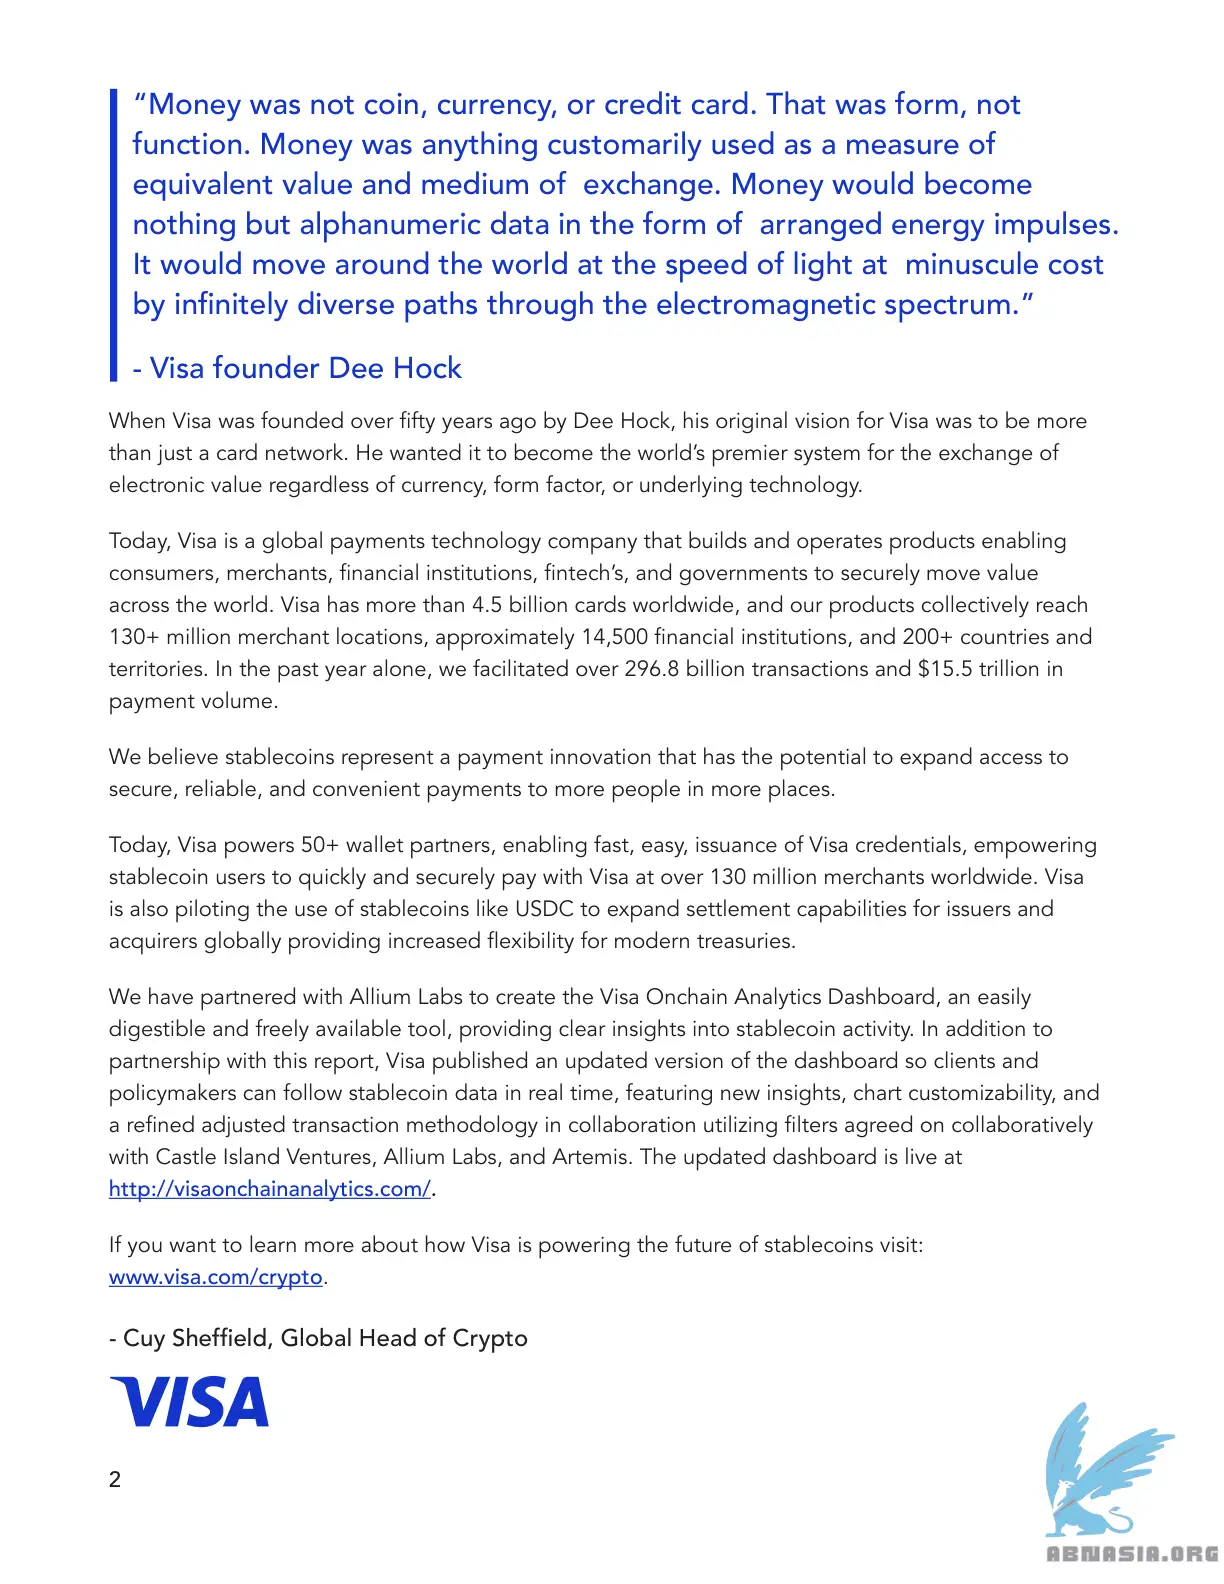 “Money was not coin, currency, or credit card. That was form, not
function. Money was anything customarily used as a measure of
equivalent value and medium of  exchange. Money would become
nothing but alphanumeric data in the form of  arranged energy impulses.
It would move around the world at the speed of light at  minuscule cost
by infinitely diverse paths through the electromagnetic spectrum.”
- Visa founder Dee Hock
When Visa was founded over fifty years ago by Dee Hock, his original vision for Visa was to be more
than just a card network. He wanted it to become the world’s premier system for the exchange of
electronic value regardless of currency, form factor, or underlying technology.
Today, Visa is a global payments technology company that builds and operates products enabling
consumers, merchants, financial institutions, fintech’s, and governments to securely move value
across the world. Visa has more than 4.5 billion cards worldwide, and our products collectively reach
130+ million merchant locations, approximately 14,500 financial institutions, and 200+ countries and
territories. In the past year alone, we facilitated over 296.8 billion transactions and $15.5 trillion in
payment volume.
We believe stablecoins represent a payment innovation that has the potential to expand access to
secure, reliable, and convenient payments to more people in more places.
Today, Visa powers 50+ wallet partners, enabling fast, easy, issuance of Visa credentials, empowering
stablecoin users to quickly and securely pay with Visa at over 130 million merchants worldwide. Visa
is also piloting the use of stablecoins like USDC to expand settlement capabilities for issuers and
acquirers globally providing increased flexibility for modern treasuries.
We have partnered with Allium Labs to create the Visa Onchain Analytics Dashboard, an easily
digestible and freely available tool, providing clear insights into stablecoin activity. In addition to
partnership with this report, Visa published an updated version of the dashboard so clients and
policymakers can follow stablecoin data in real time, featuring new insights, chart customizability, and
a refined adjusted transaction methodology in collaboration utilizing filters agreed on collaboratively
with Castle Island Ventures, Allium Labs, and Artemis. The updated dashboard is live at
http://visaonchainanalytics.com/.
If you want to learn more about how Visa is powering the future of stablecoins visit:
www.visa.com/crypto.
- Cuy Sheffield, Global Head of Crypto
VISA
2
ABNASIA.ORG